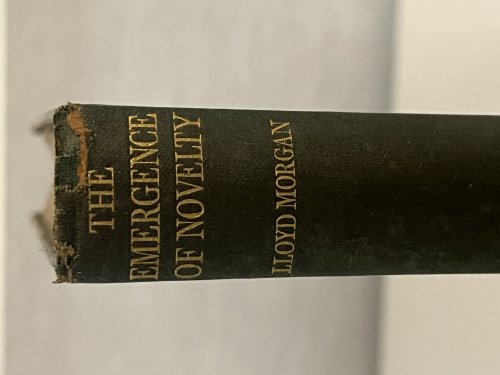 THE
EMERGENCE
OF NOVELTY
LLOYD MORGAN